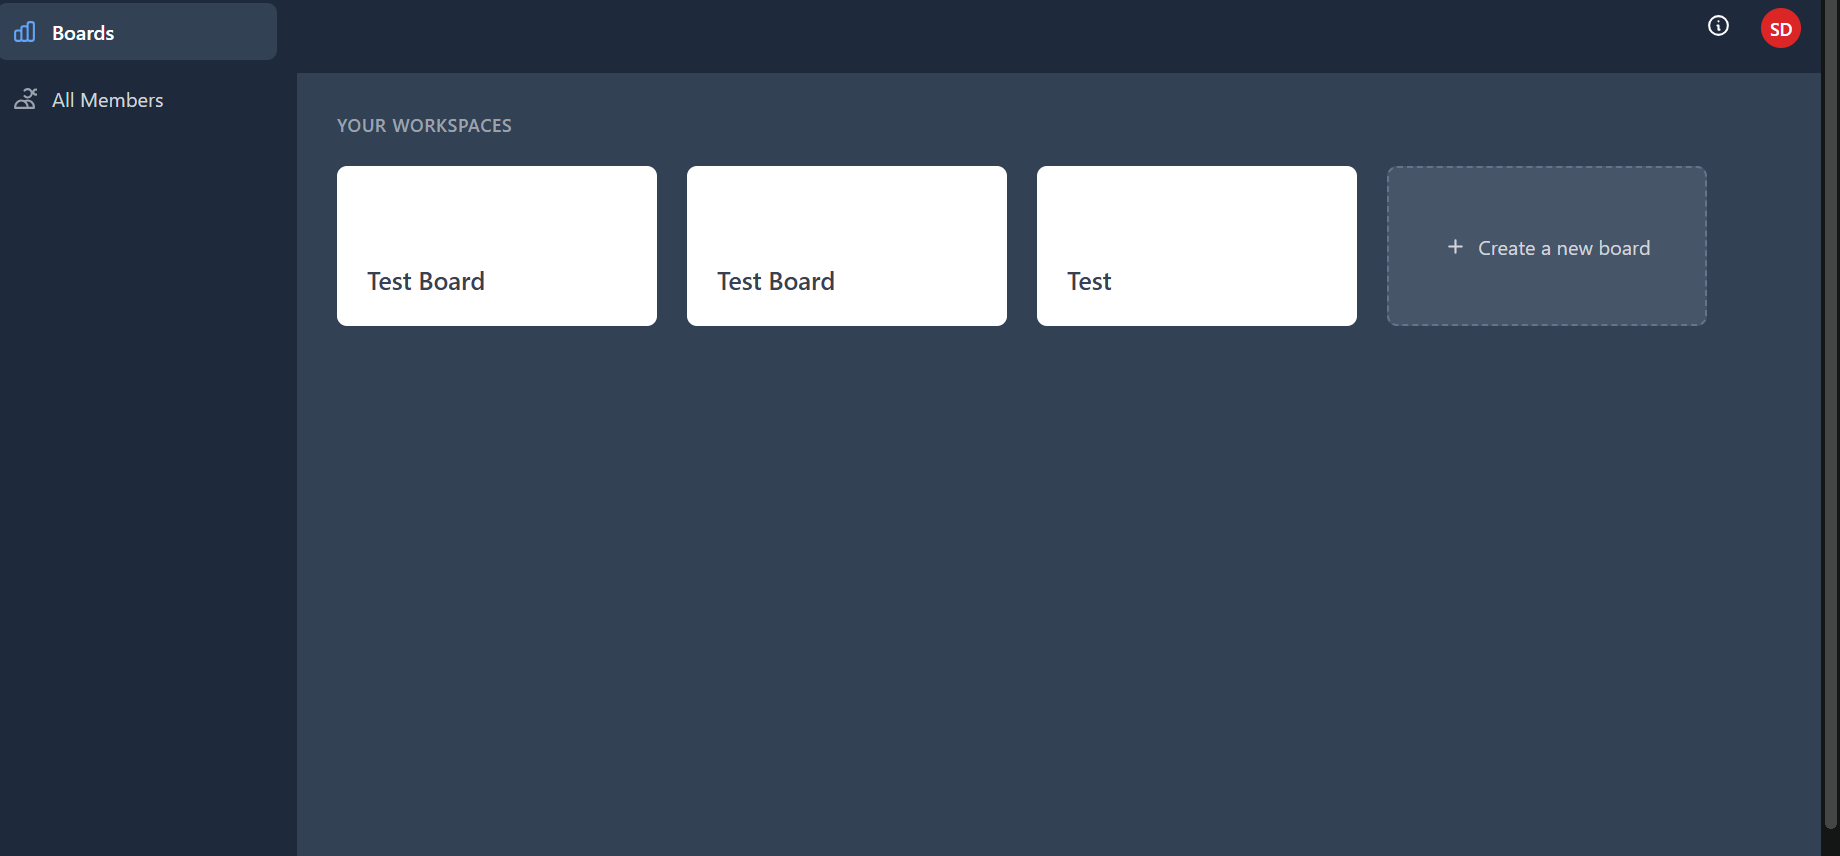 Boards
SD
All Members
YOUR WORKSPACES
Test Board
Test Board
Test
+ Create a new board